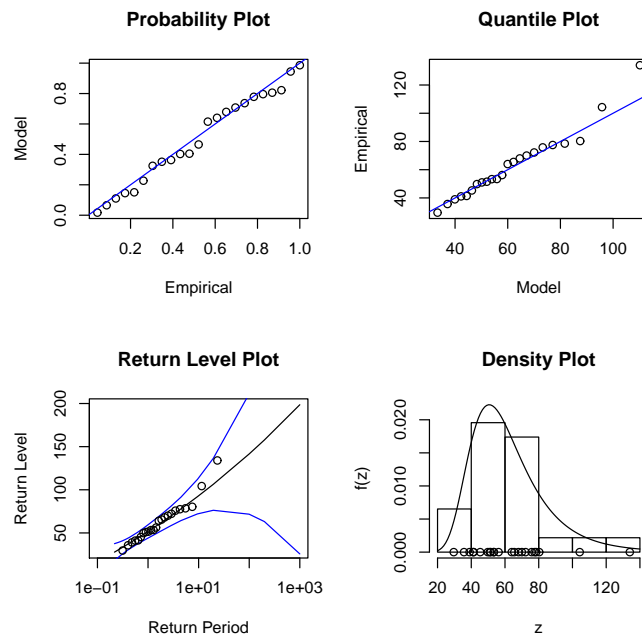 Probability Plot
Model
0.0 0.4 0.8
0.2 0.4 0.6 0.8 1.0
Empirical
Quantile Plot
Empirical
40 80 120
40 60 80 100
Model
Return Level Plot
Return Level
50 100 150 200
1e−01 1e+01 1e+03
Return Period
Density Plot
f(z)
0.000 0.010 0.020
20 40 60 80 120
z